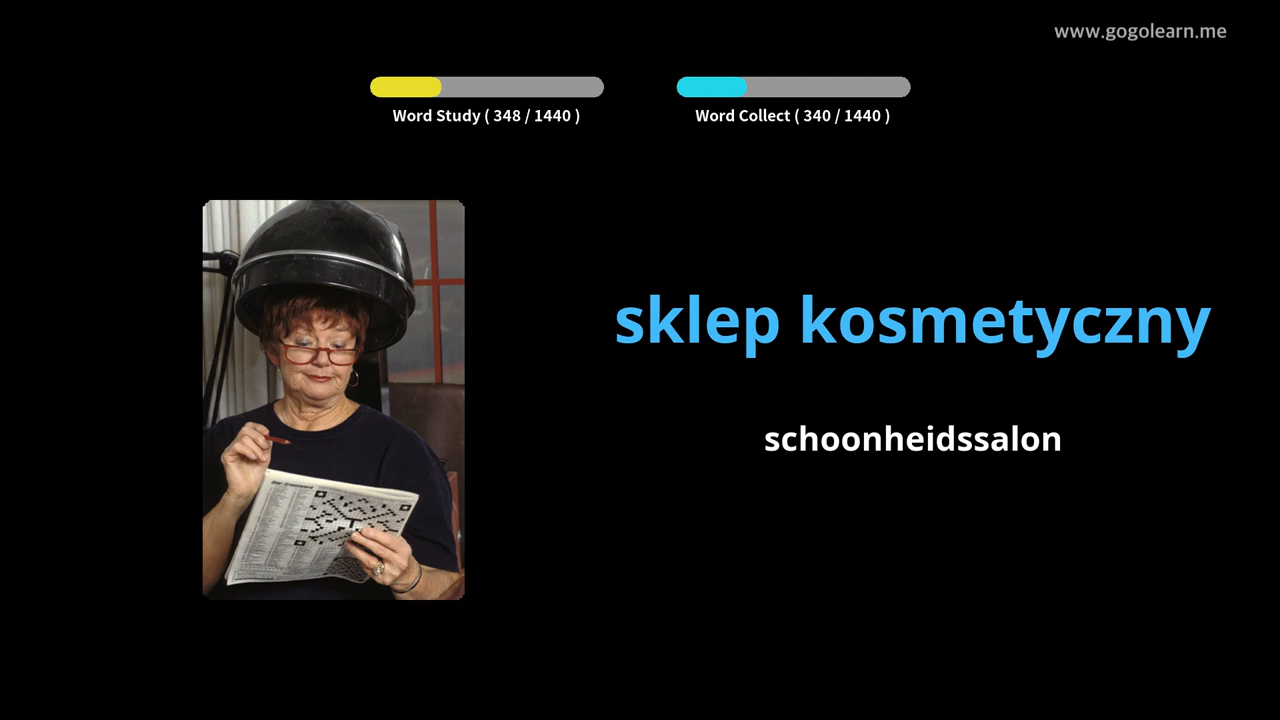 www.gogolearn.me
Word Study ( 348 / 1440 )
Word Collect ( 340 / 1440 )
sklep kosmetyczny
schoonheidssalon